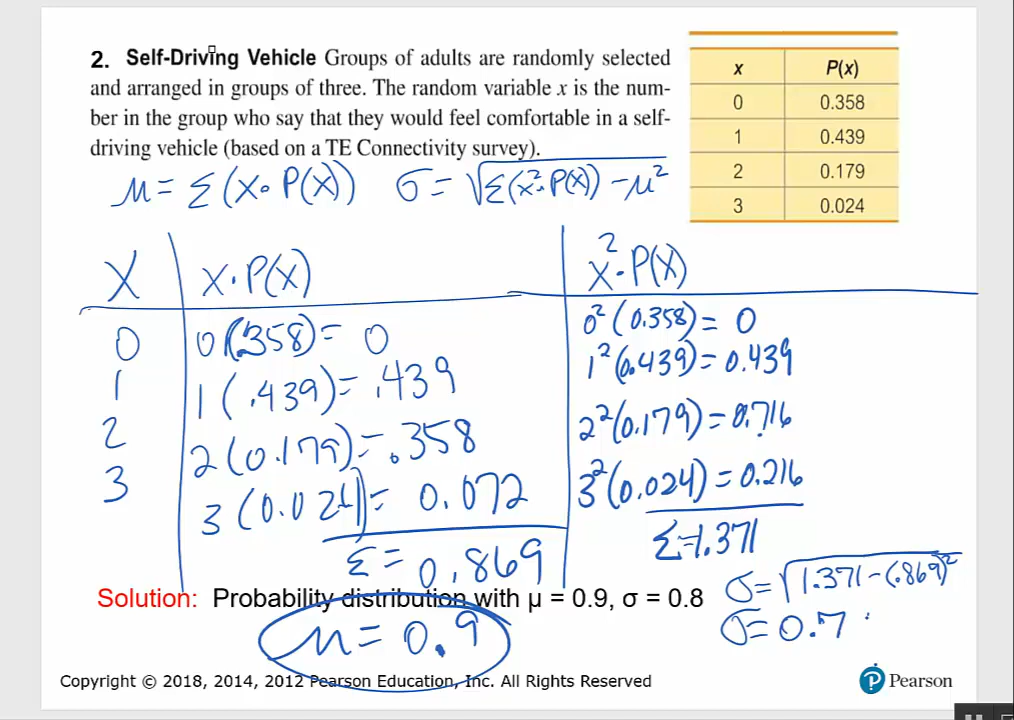 2. Self-Driving Vehicle Groups of adults are randomly selected
and arranged in groups of three. The random variable x is the num-
ber in the group who say that they would feel comfortable in a self-
driving vehicle (based on a TE Connectivity survey).
x P(x)
0 0.358
1 0.439
2 0.179
3 0.024
μ = Σ(x · P(x)) σ = √Σ(x² · P(x)) − μ²
X X · P(X) X² · P(X)
0 0(.358) = 0 0²(0.358) = 0
1 1(.439) = .439 1²(0.439) = 0.439
2 2(0.179) = .358 2²(0.179) = 0.716
3 3(0.024) = 0.072 3²(0.024) = 0.216
Σ = 0.869 Σ = 1.371
σ = √1.371 − (.869)²
Solution: Probability distribution with μ = 0.9, σ = 0.8
μ = 0.9 σ = 0.7
Copyright © 2018, 2014, 2012 Pearson Education, Inc. All Rights Reserved
P Pearson